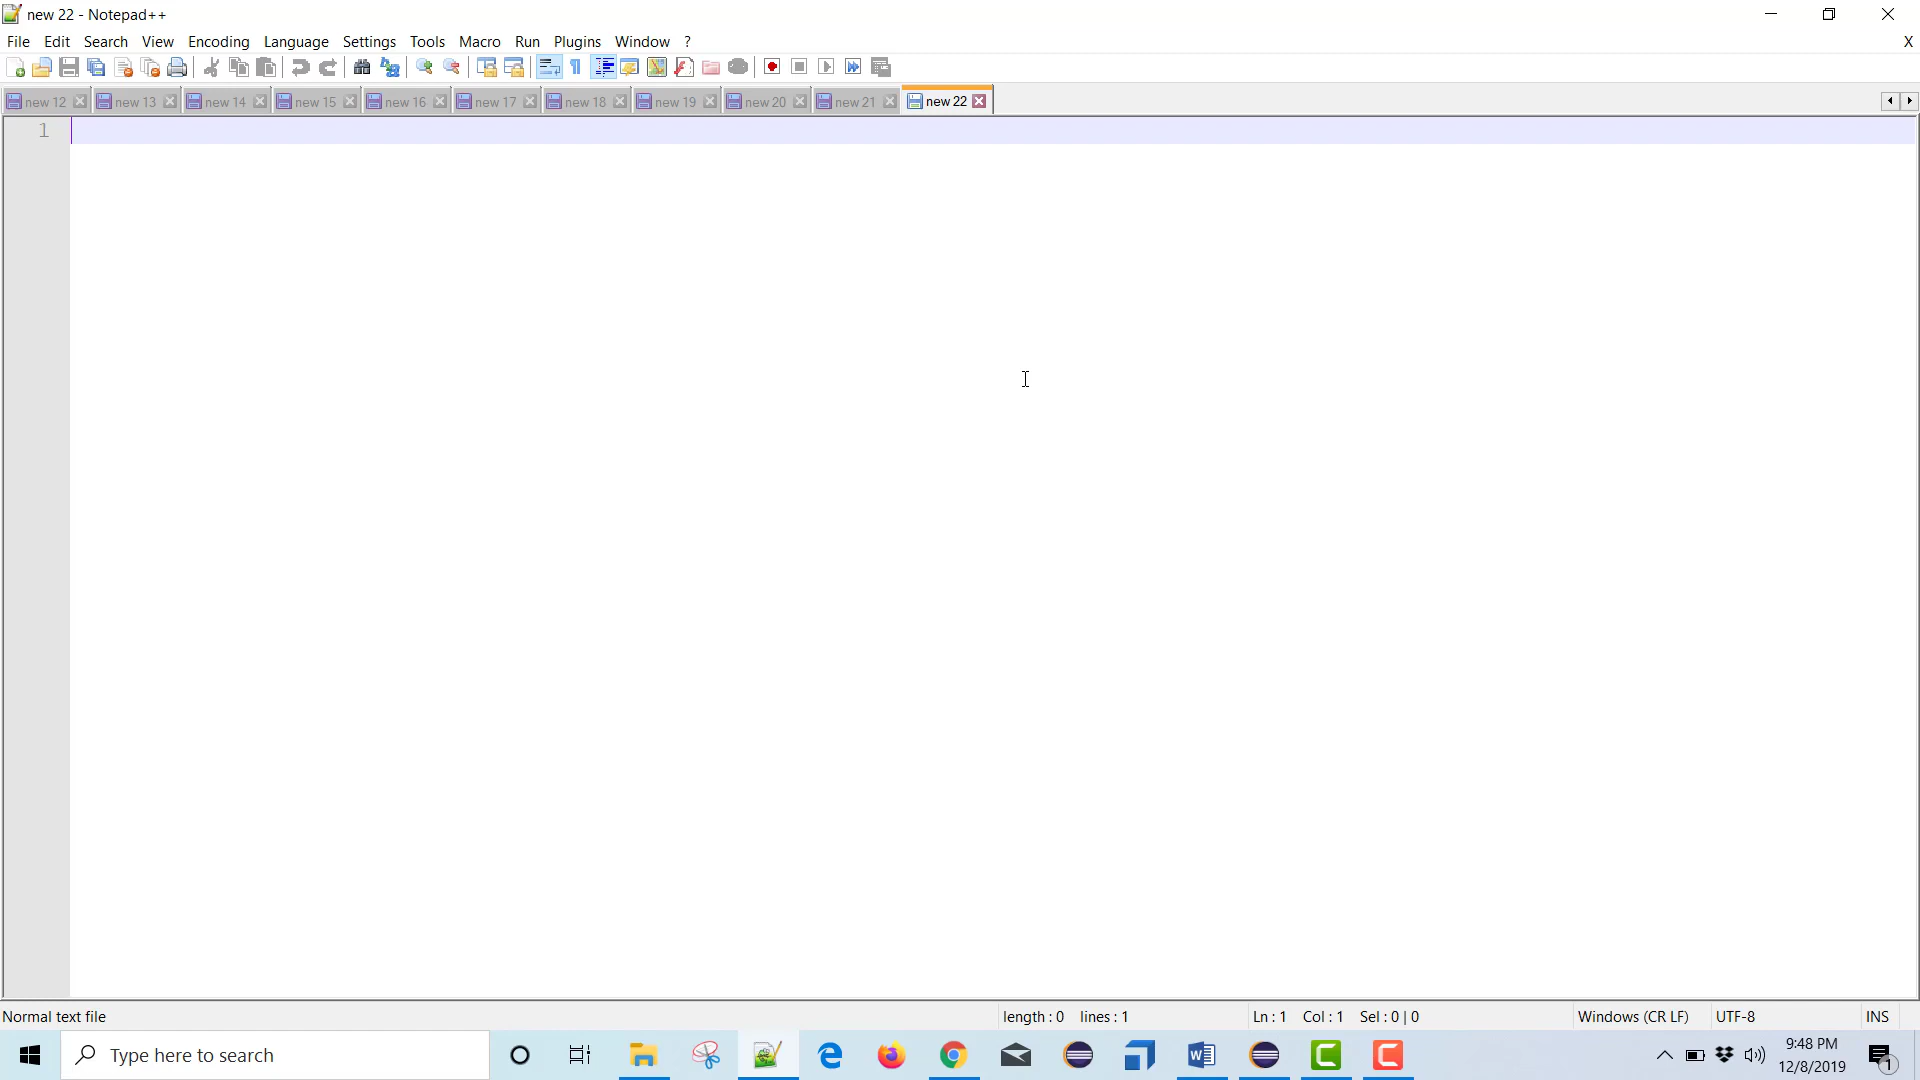 new 22 - Notepad++
File Edit Search View Encoding Language Settings Tools Macro Run Plugins Window ? X
new 12 new 13 new 14 new 15 new 16 new 17 new 18 new 19 new 20 new 21 new 22
1
Normal text file length : 0 lines : 1 Ln : 1 Col : 1 Sel : 0 | 0 Windows (CR LF) UTF-8 INS
Type here to search
9:48 PM
12/8/2019
1